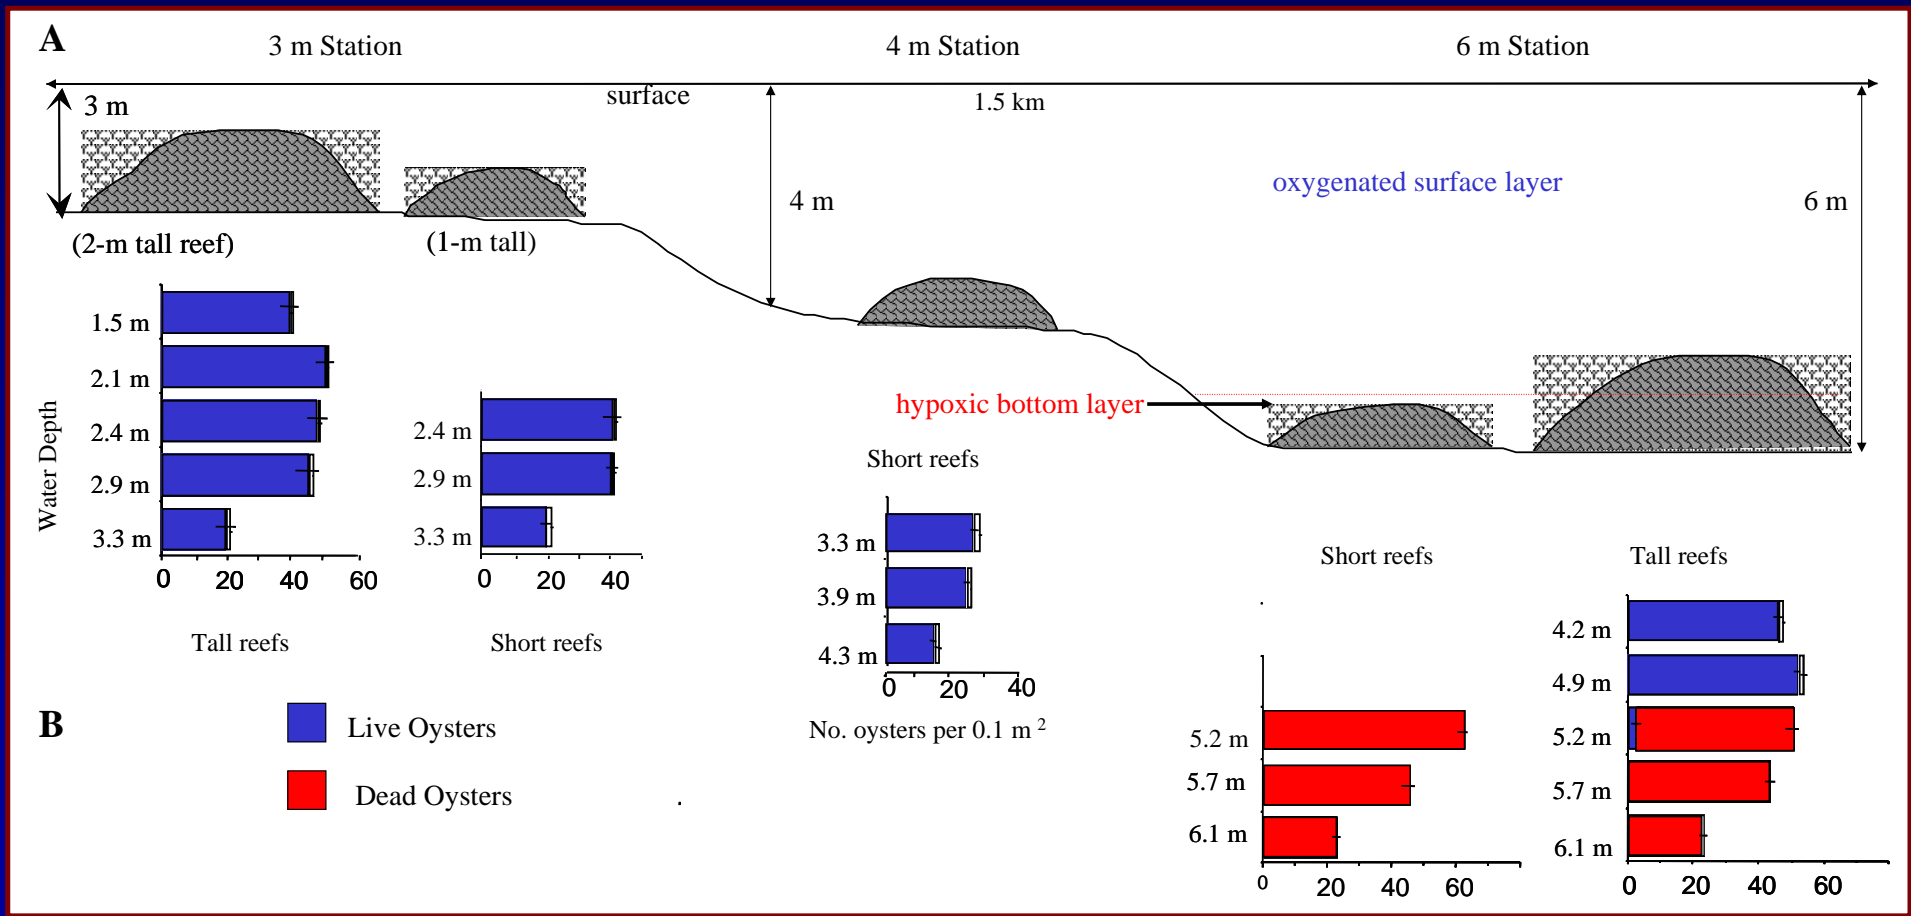 A
3 m Station
4 m Station
6 m Station
surface
1.5 km
3 m
oxygenated surface layer
4 m
6 m
(2-m tall reef)
(1-m tall)
hypoxic bottom layer
Water Depth
1.5 m
2.1 m
2.4 m
2.9 m
3.3 m
0 20 40 60
Tall reefs
2.4 m
2.9 m
3.3 m
0 20 40
Short reefs
Short reefs
3.3 m
3.9 m
4.3 m
0 20 40
No. oysters per 0.1 m 2
Short reefs
5.2 m
5.7 m
6.1 m
0 20 40 60
Tall reefs
4.2 m
4.9 m
5.2 m
5.7 m
6.1 m
0 20 40 60
B
Live Oysters
Dead Oysters